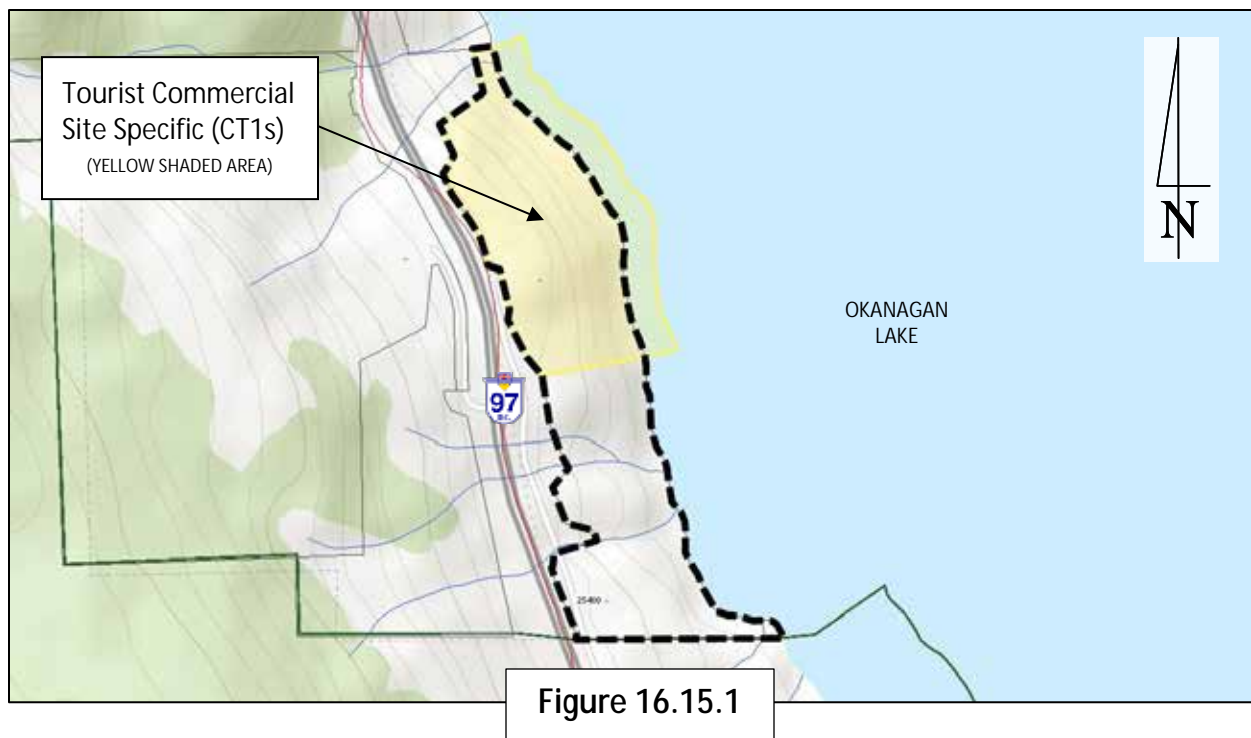 Tourist Commercial
Site Specific (CT1s)
(YELLOW SHADED AREA)
N
OKANAGAN
LAKE
97
B.C.
25400
Figure 16.15.1